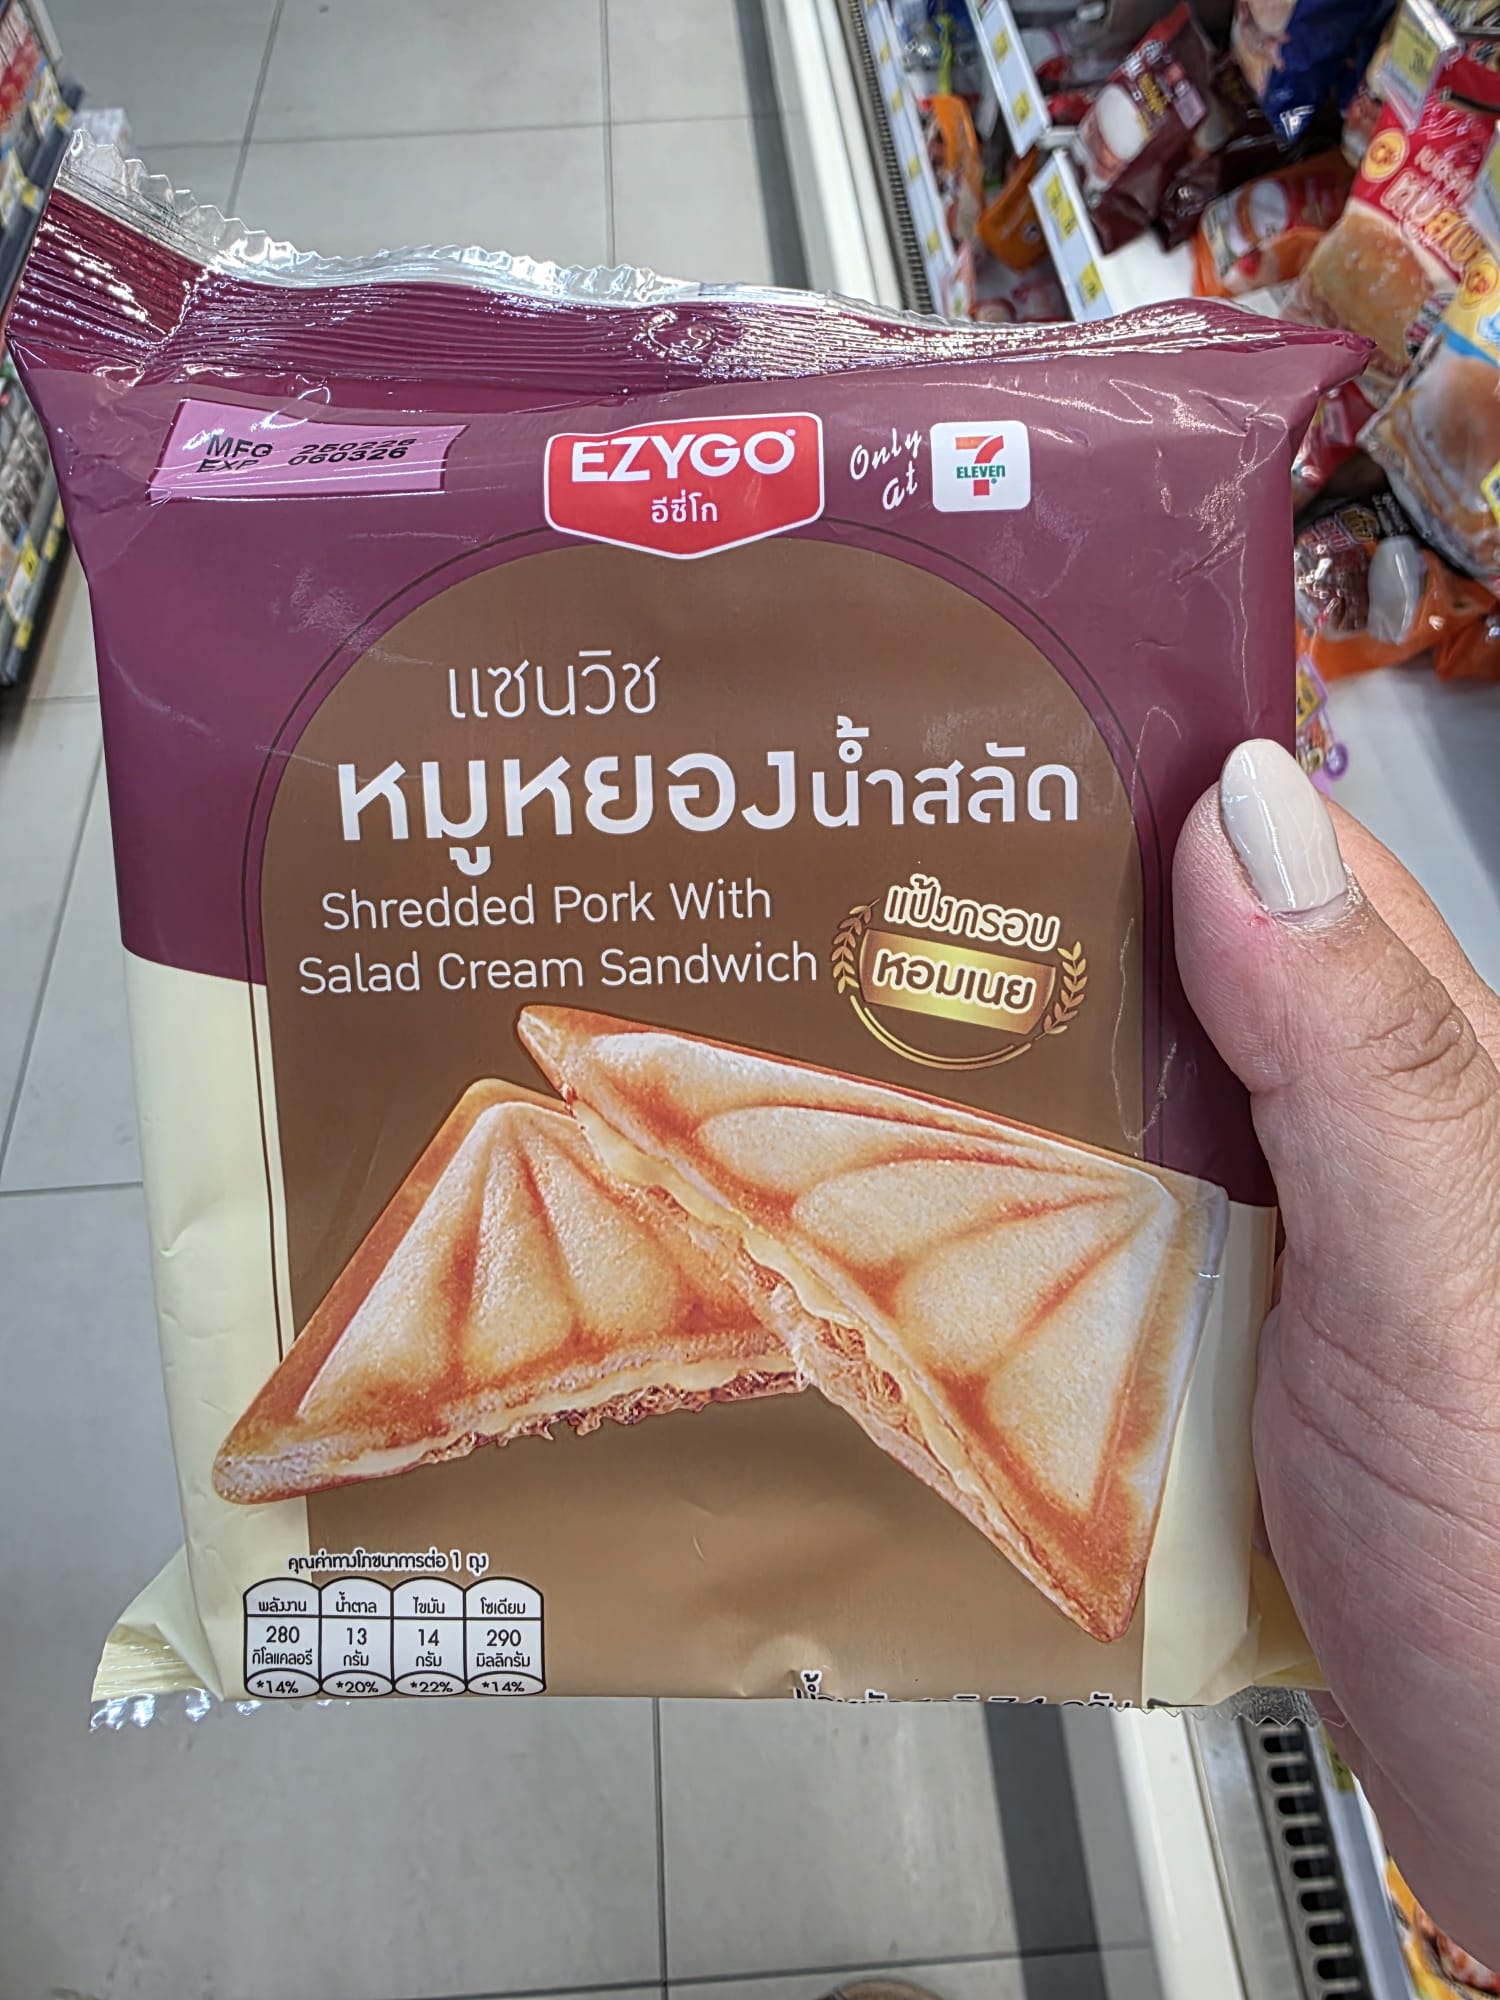 MFG 250226
EXP 060326
EZYGO
อีซี่โก
Only at
7 ELEVEn
แซนวิช
หมูหยองน้ำสลัด
Shredded Pork With
Salad Cream Sandwich
แป้งกรอบ
หอมเนย
คุณค่าทางโภชนาการต่อ 1 ถุง
พลังงาน น้ำตาล ไขมัน โซเดียม
280 13 14 290
กิโลแคลอรี กรัม กรัม มิลลิกรัม
*14% *20% *22% *14%